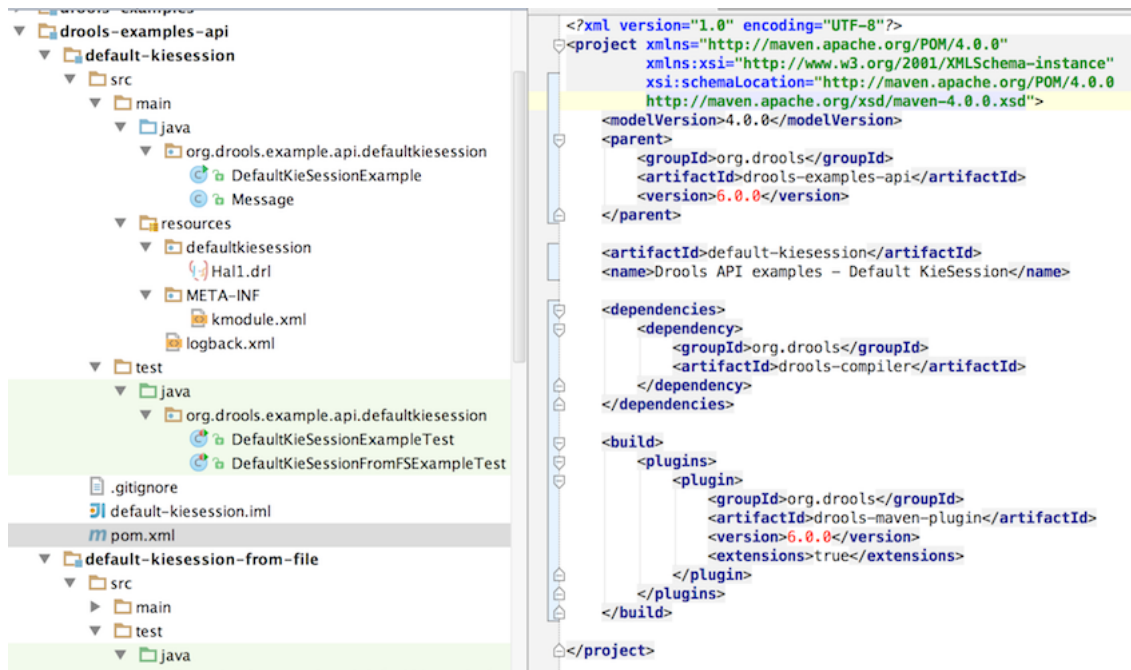 drools-examples
drools-examples-api
default-kiesession
src
main
java
org.drools.example.api.defaultkiesession
DefaultKieSessionExample
Message
resources
defaultkiesession
Hal1.drl
META-INF
kmodule.xml
logback.xml
test
java
org.drools.example.api.defaultkiesession
DefaultKieSessionExampleTest
DefaultKieSessionFromFSExampleTest
.gitignore
default-kiesession.iml
pom.xml
default-kiesession-from-file
src
main
test
java
<?xml version="1.0" encoding="UTF-8"?>
<project xmlns="http://maven.apache.org/POM/4.0.0"
xmlns:xsi="http://www.w3.org/2001/XMLSchema-instance"
xsi:schemaLocation="http://maven.apache.org/POM/4.0.0
http://maven.apache.org/xsd/maven-4.0.0.xsd">
<modelVersion>4.0.0</modelVersion>
<parent>
<groupId>org.drools</groupId>
<artifactId>drools-examples-api</artifactId>
<version>6.0.0</version>
</parent>
<artifactId>default-kiesession</artifactId>
<name>Drools API examples - Default KieSession</name>
<dependencies>
<dependency>
<groupId>org.drools</groupId>
<artifactId>drools-compiler</artifactId>
</dependency>
</dependencies>
<build>
<plugins>
<plugin>
<groupId>org.drools</groupId>
<artifactId>drools-maven-plugin</artifactId>
<version>6.0.0</version>
<extensions>true</extensions>
</plugin>
</plugins>
</build>
</project>